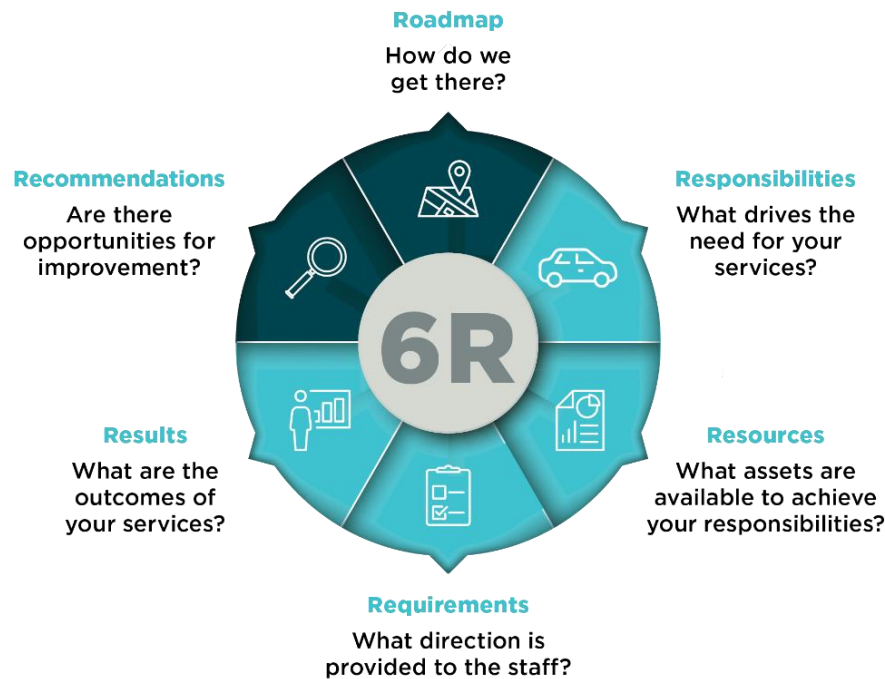 Roadmap
How do we
get there?
Responsibilities
What drives the
need for your
services?
Resources
What assets are
available to achieve
your responsibilities?
Requirements
What direction is
provided to the staff?
Results
What are the
outcomes of
your services?
Recommendations
Are there
opportunities for
improvement?
6R